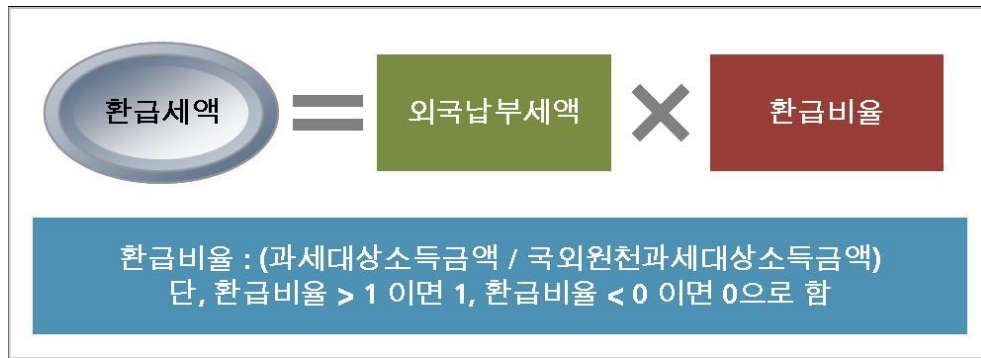 환급세액 = 외국납부세액 × 환급비율
환급비율 : (과세대상소득금액 / 국외원천과세대상소득금액)
단, 환급비율 > 1 이면 1, 환급비율 < 0 이면 0으로 함